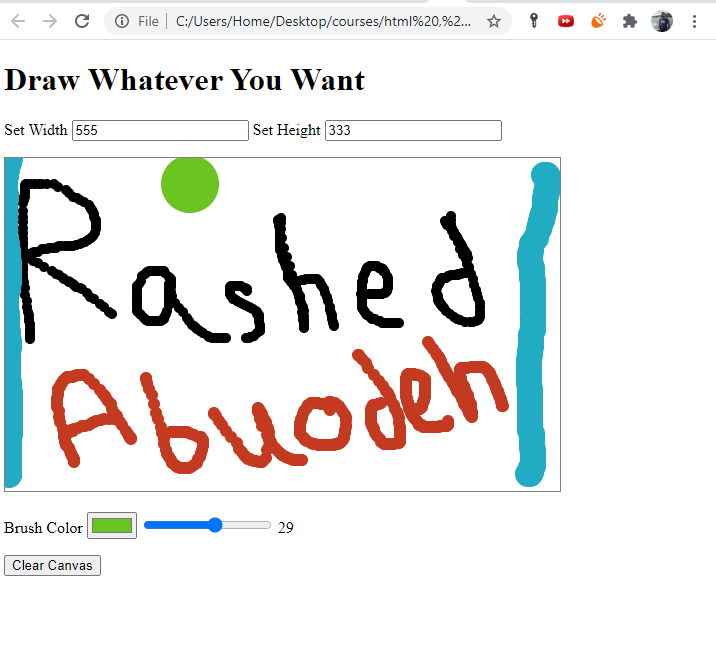 File C:/Users/Home/Desktop/courses/html%20,%2...
Draw Whatever You Want
Set Width 555 Set Height 333
Rashed
Abuodeh
Brush Color 29
Clear Canvas